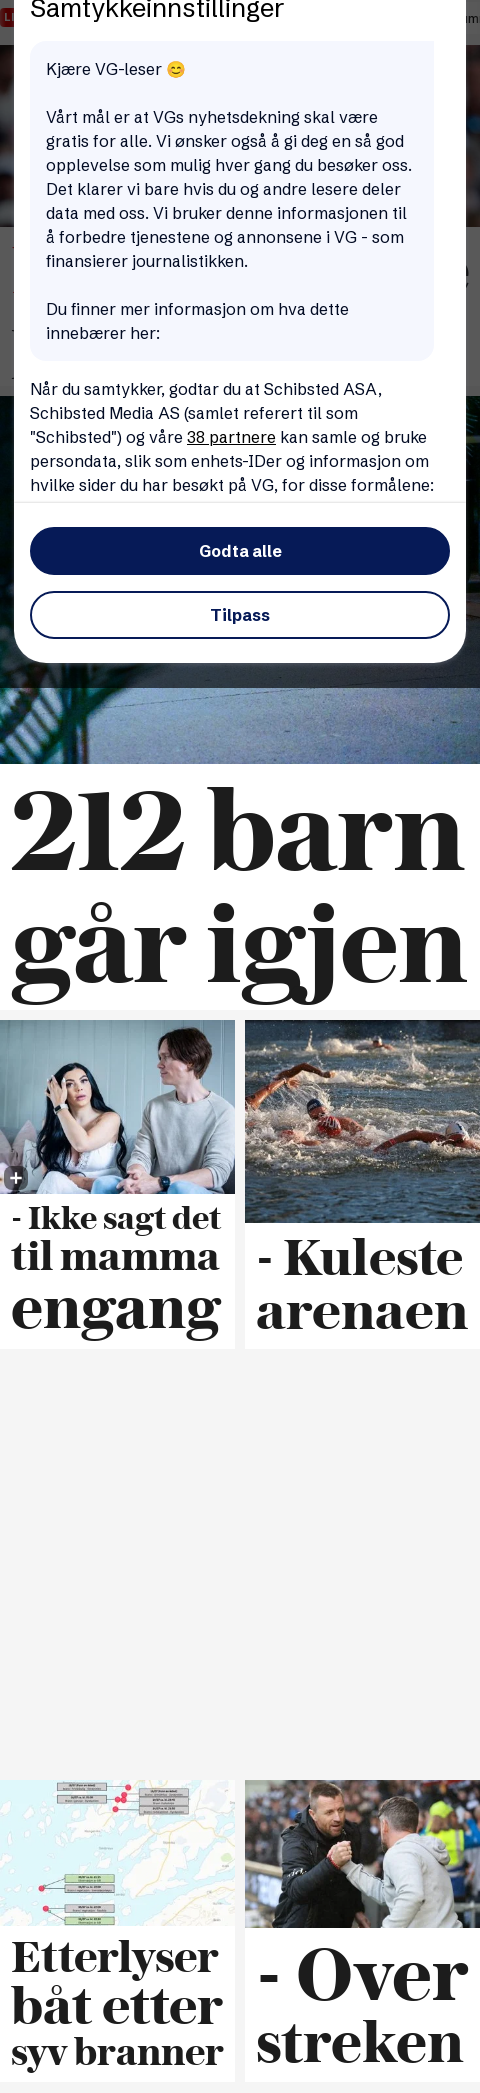 Samtykkeinnstillinger
Kjære VG-leser 😊
Vårt mål er at VGs nyhetsdekning skal være
gratis for alle. Vi ønsker også å gi deg en så god
opplevelse som mulig hver gang du besøker oss.
Det klarer vi bare hvis du og andre lesere deler
data med oss. Vi bruker denne informasjonen til
å forbedre tjenestene og annonsene i VG - som
finansierer journalistikken.
Du finner mer informasjon om hva dette
innebærer her:
Når du samtykker, godtar du at Schibsted ASA,
Schibsted Media AS (samlet referert til som
"Schibsted") og våre 38 partnere kan samle og bruke
persondata, slik som enhets-IDer og informasjon om
hvilke sider du har besøkt på VG, for disse formålene:
Godta alle
Tilpass
212 barn
går igjen
- Ikke sagt det
til mamma
engang
- Kuleste
arenaen
Etterlyser
båt etter
syv branner
- Over
streken